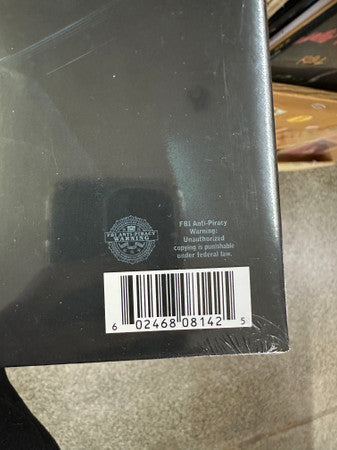 FBI ANTI-PIRACY
WARNING
FBI Anti-Piracy
Warning:
Unauthorized
copying is punishable
under federal law.
6 02468 08142 5